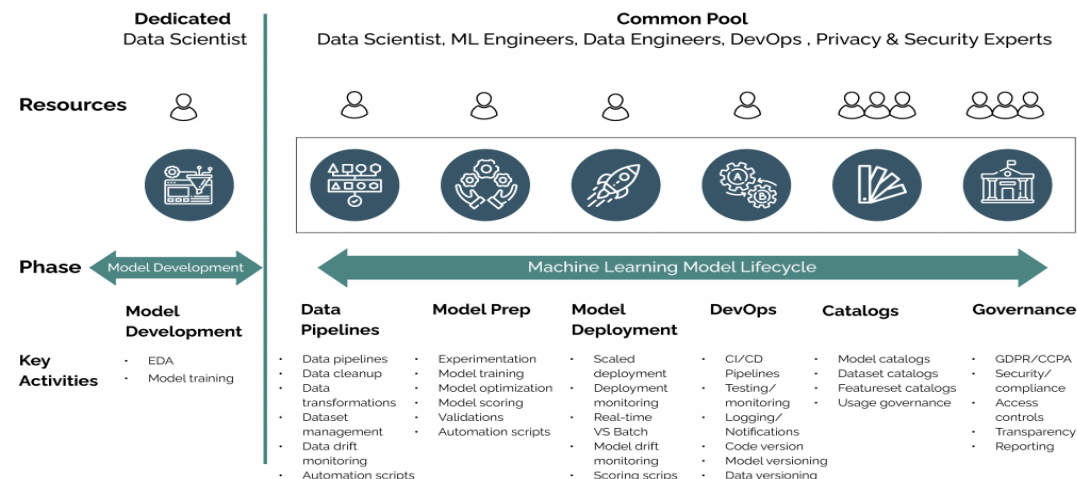 Dedicated
Data Scientist
Common Pool
Data Scientist, ML Engineers, Data Engineers, DevOps , Privacy & Security Experts
Resources
A
B
Phase
Model Development
Machine Learning Model Lifecycle
Key
Activities
Model
Development
• EDA
• Model training
Data
Pipelines
• Data pipelines
• Data cleanup
• Data
transformations
• Dataset
management
• Data drift
monitoring
• Automation scripts
Model Prep
• Experimentation
• Model training
• Model optimization
• Model scoring
• Validations
• Automation scripts
Model
Deployment
• Scaled
deployment
• Deployment
monitoring
• Real-time
VS Batch
• Model drift
monitoring
• Scoring scrips
DevOps
• CI/CD
Pipelines
• Testing/
monitoring
• Logging/
Notifications
• Code version
• Model versioning
• Data versioning
Catalogs
• Model catalogs
• Dataset catalogs
• Featureset catalogs
• Usage governance
Governance
• GDPR/CCPA
• Security/
compliance
• Access
controls
• Transparency
• Reporting